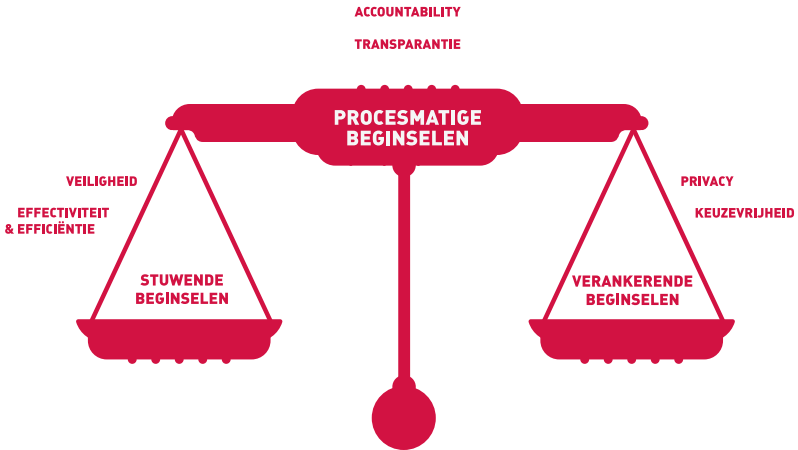 ACCOUNTABILITY
TRANSPARANTIE
PROCESMATIGE
BEGINSELEN
VEILIGHEID
EFFECTIVITEIT
& EFFICIËNTIE
STUWENDE
BEGINSELEN
PRIVACY
KEUZEVRIJHEID
VERANKERENDE
BEGINSELEN